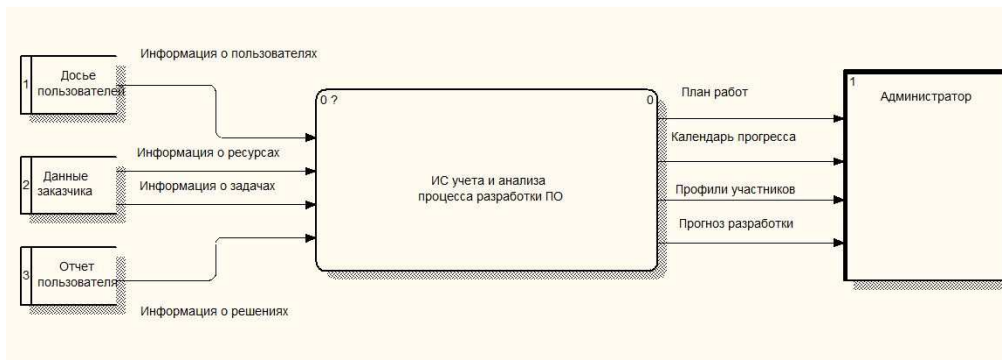 Информация о пользователях
1
Досье
пользователей
Информация о ресурсах
2
Данные
заказчика
Информация о задачах
3
Отчет
пользователя
Информация о решениях
0 ?
0
ИС учета и анализа
процесса разработки ПО
План работ
Календарь прогресса
Профили участников
Прогноз разработки
1
Администратор